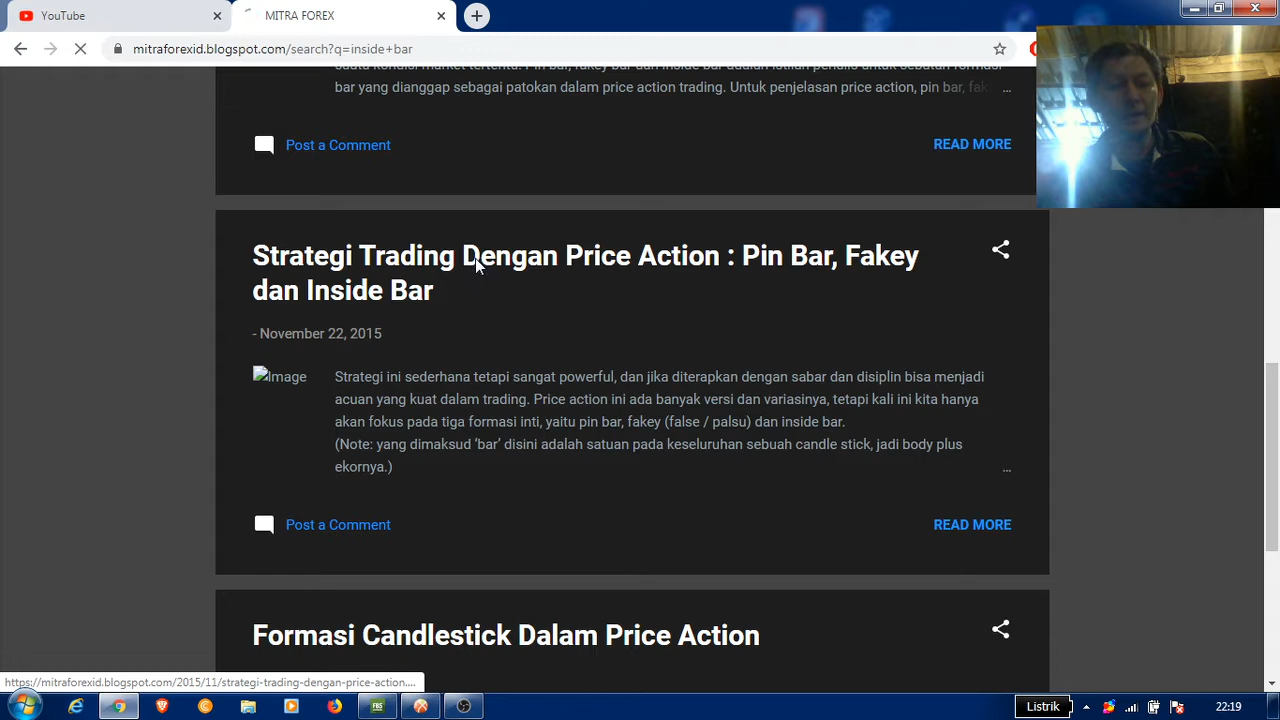 YouTube
MITRA FOREX
mitraforexid.blogspot.com/search?q=inside+bar
bar yang dianggap sebagai patokan dalam price action trading. Untuk penjelasan price action, pin bar, fak
...
Post a Comment
READ MORE
Strategi Trading Dengan Price Action : Pin Bar, Fakey
dan Inside Bar
- November 22, 2015
Image
Strategi ini sederhana tetapi sangat powerful, dan jika diterapkan dengan sabar dan disiplin bisa menjadi
acuan yang kuat dalam trading. Price action ini ada banyak versi dan variasinya, tetapi kali ini kita hanya
akan fokus pada tiga formasi inti, yaitu pin bar, fakey (false / palsu) dan inside bar.
(Note: yang dimaksud ‘bar’ disini adalah satuan pada keseluruhan sebuah candle stick, jadi body plus
ekornya.)
...
Post a Comment
READ MORE
Formasi Candlestick Dalam Price Action
https://mitraforexid.blogspot.com/2015/11/strategi-trading-dengan-price-action....
FBS
Listrik
22:19